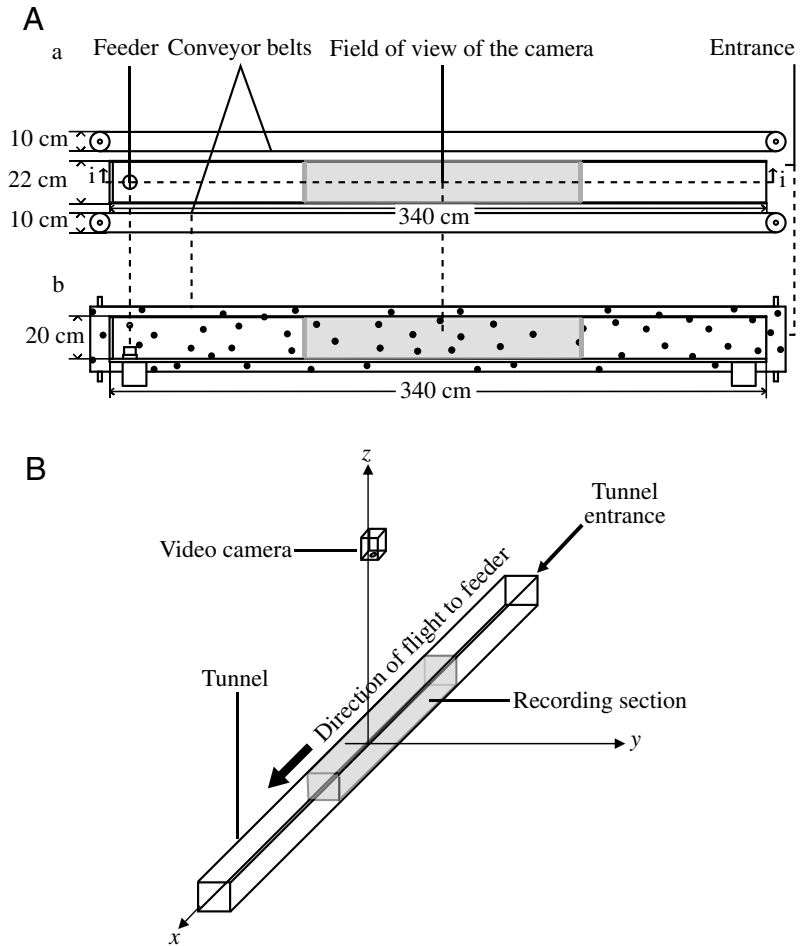 A
a
Feeder
Conveyor belts
Field of view of the camera
Entrance
10 cm
22 cm
i
i
10 cm
340 cm
b
20 cm
340 cm
B
z
Tunnel
entrance
Video camera
Direction of flight to feeder
Tunnel
Recording section
y
x